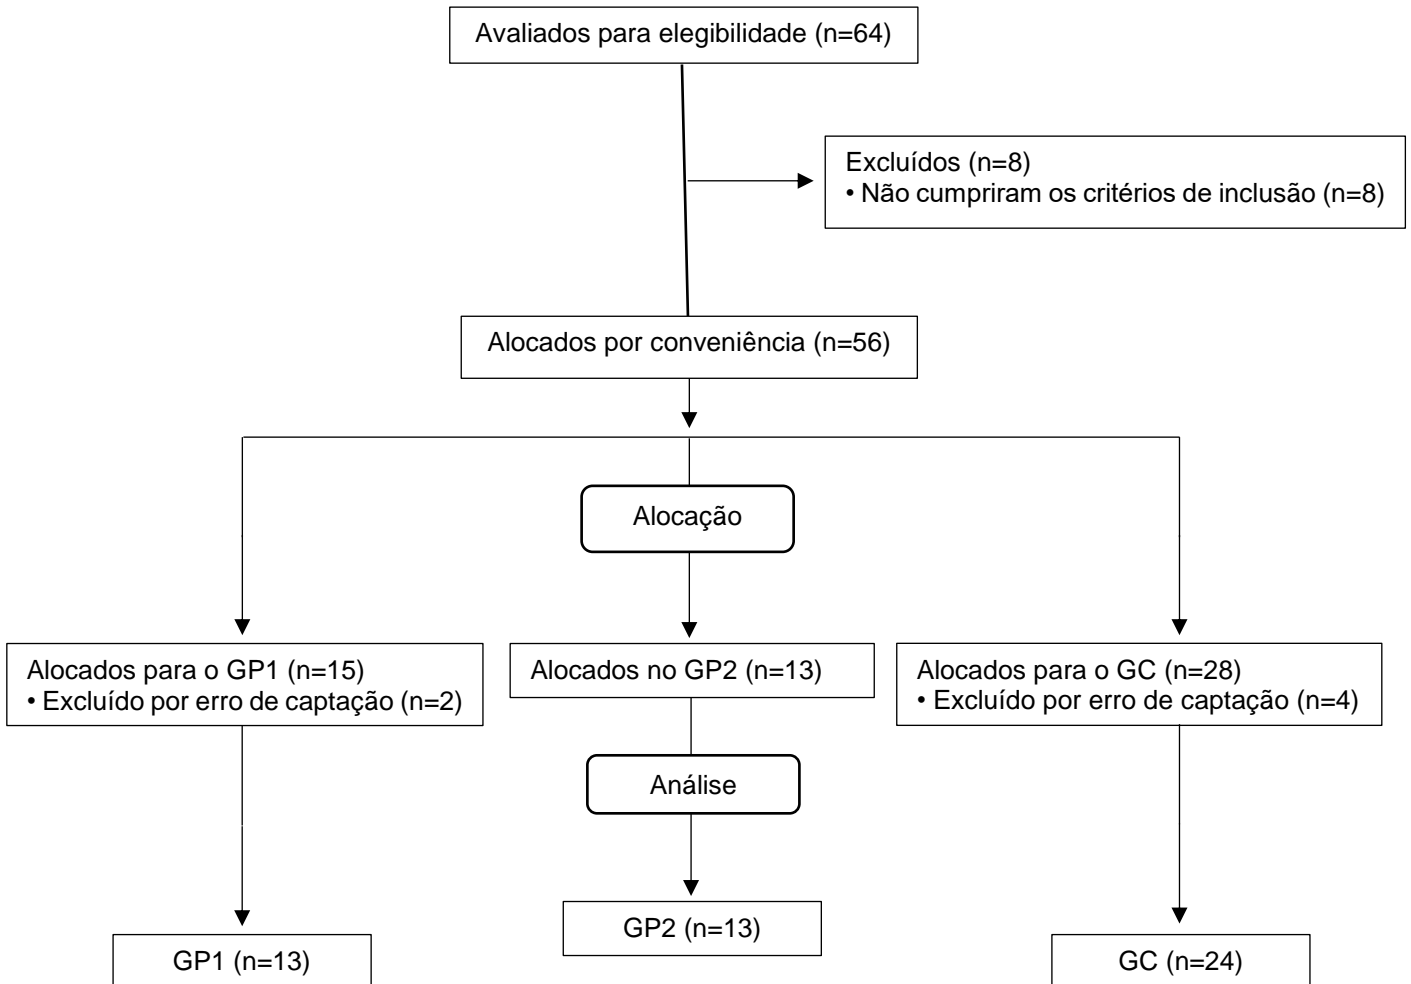 Avaliados para elegibilidade (n=64)
Excluídos (n=8)
• Não cumpriram os critérios de inclusão (n=8)
Alocados por conveniência (n=56)
Alocação
Alocados para o GP1 (n=15)
• Excluído por erro de captação (n=2)
Alocados no GP2 (n=13)
Alocados para o GC (n=28)
• Excluído por erro de captação (n=4)
Análise
GP1 (n=13)
GP2 (n=13)
GC (n=24)